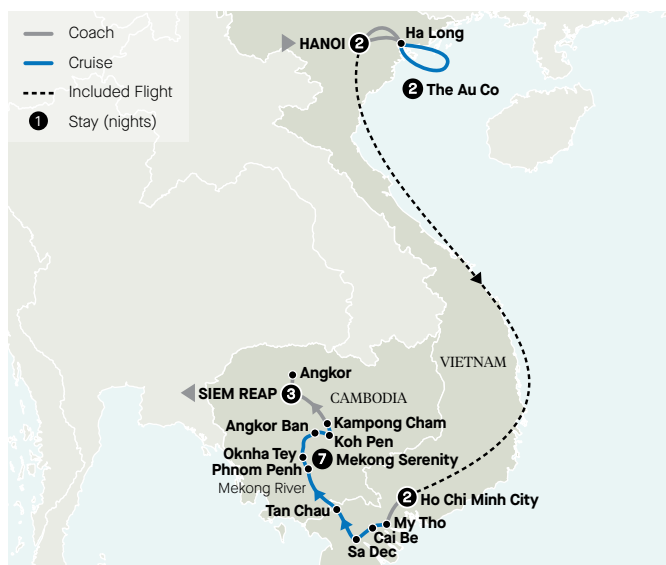 Coach
Cruise
Included Flight
1 Stay (nights)
HANOI 2
Ha Long
2 The Au Co
VIETNAM
Angkor
SIEM REAP 3
CAMBODIA
Kampong Cham
Angkor Ban
Koh Pen
Oknha Tey
7 Mekong Serenity
Phnom Penh
Mekong River
2 Ho Chi Minh City
Tan Chau
My Tho
Cai Be
Sa Dec